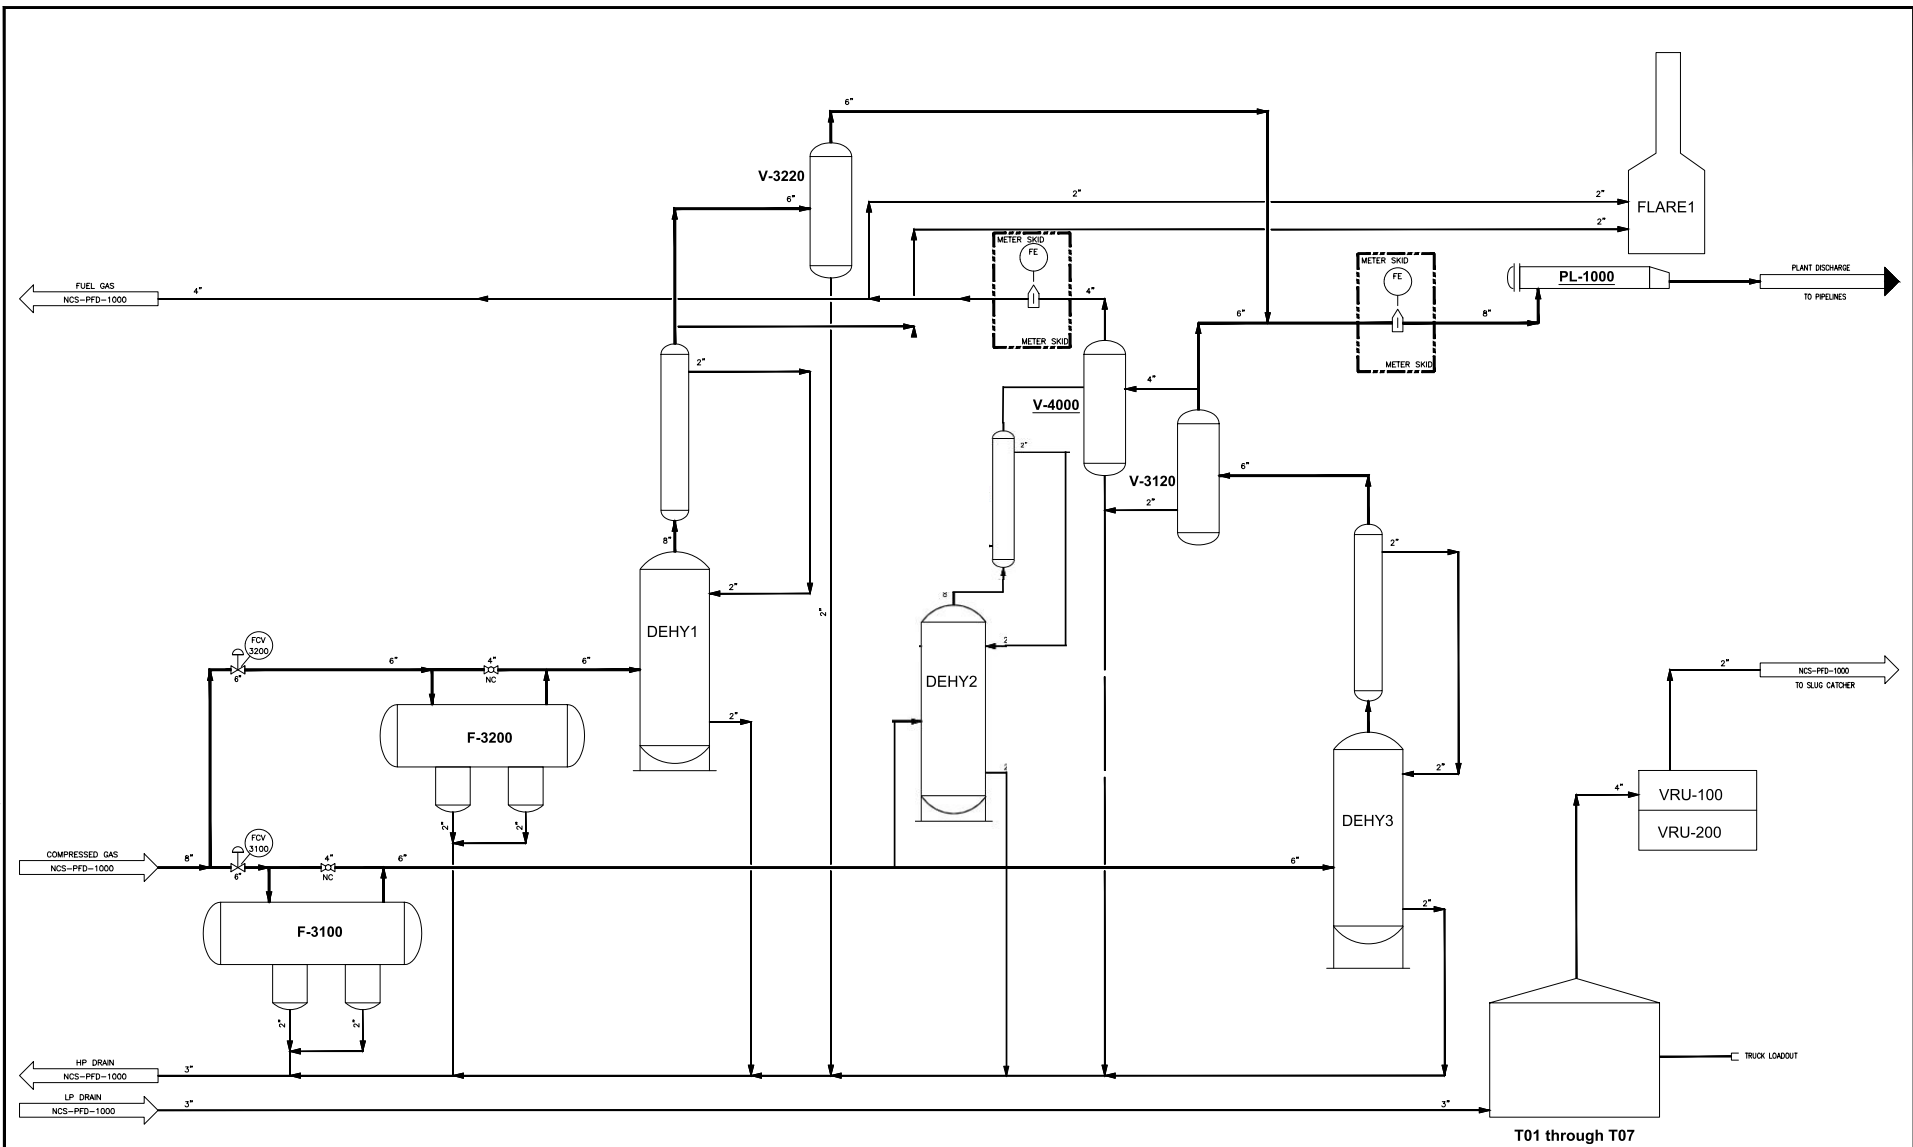 6"
V-3220
6"
2"
2"
FLARE1
2"
METER SKID
FE
METER SKID
METER SKID
FE
METER SKID
PL-1000
PLANT DISCHARGE
TO PIPELINES
FUEL GAS
NCS-PFD-1000
4"
4"
6"
8"
2"
4"
V-4000
2"
V-3120
6"
2"
8"
2"
2"
2"
DEHY1
8
2
DEHY2
2
FCV
3200
6"
6"
4"
NC
6"
2"
F-3200
2"
2"
2"
NCS-PFD-1000
TO SLUG CATCHER
2"
2"
DEHY3
4"
VRU-100
VRU-200
COMPRESSED GAS
NCS-PFD-1000
8"
FCV
3100
6"
4"
NC
6"
6"
F-3100
2"
2"
2"
HP DRAIN
NCS-PFD-1000
3"
LP DRAIN
NCS-PFD-1000
3"
3"
TRUCK LOADOUT
T01 through T07